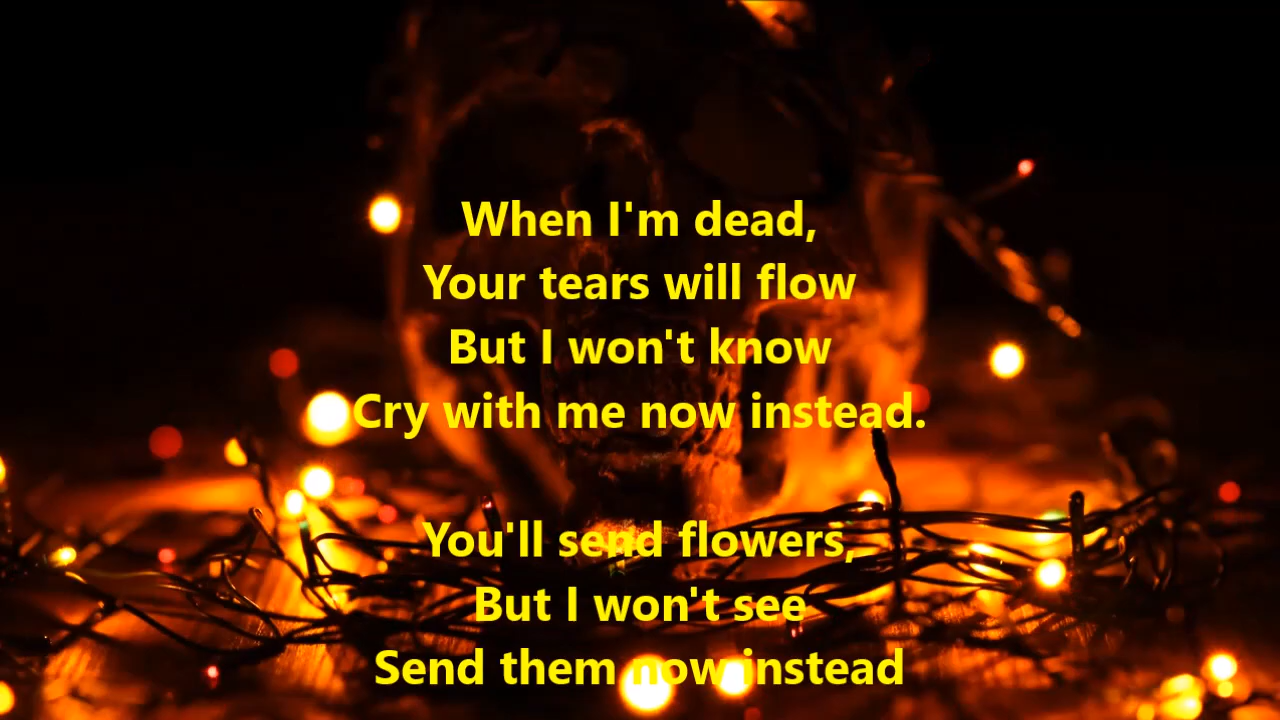 When I'm dead,
Your tears will flow
But I won't know
Cry with me now instead.
You'll send flowers,
But I won't see
Send them now instead